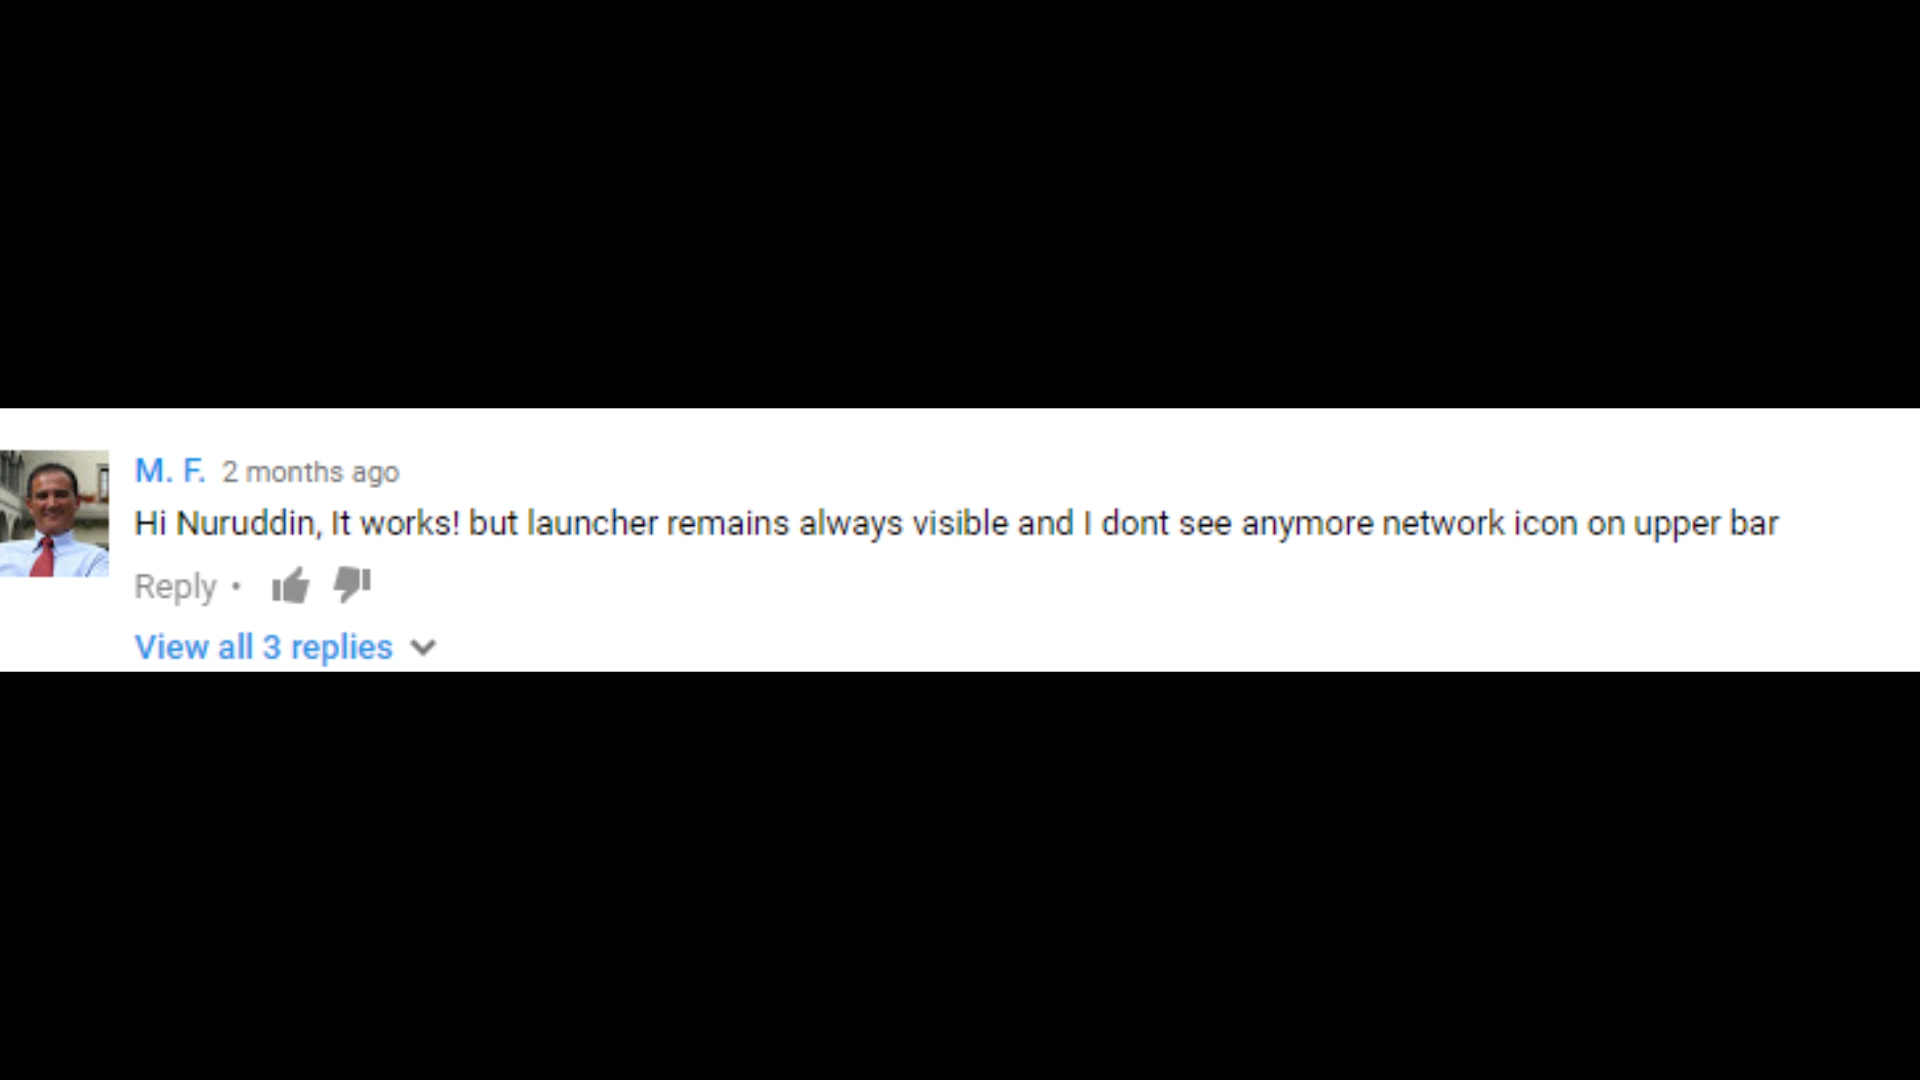 M. F. 2 months ago
Hi Nuruddin, It works! but launcher remains always visible and I dont see anymore network icon on upper bar
Reply •
View all 3 replies